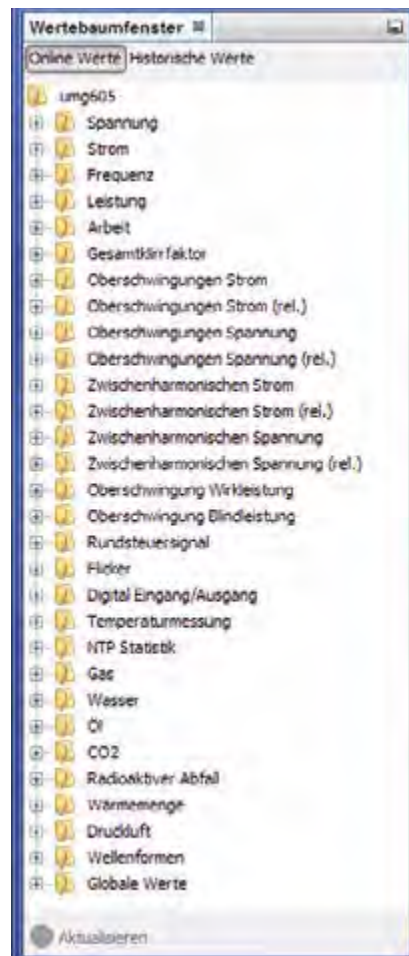 Wertebaumfenster
Online Werte Historische Werte
umg605
Spannung
Strom
Frequenz
Leistung
Arbeit
Gesamtklirrfaktor
Oberschwingungen Strom
Oberschwingungen Strom (rel.)
Oberschwingungen Spannung
Oberschwingungen Spannung (rel.)
Zwischenharmonischen Strom
Zwischenharmonischen Strom (rel.)
Zwischenharmonischen Spannung
Zwischenharmonischen Spannung (rel.)
Oberschwingung Wirkleistung
Oberschwingung Blindleistung
Rundsteuersignal
Flicker
Digital Eingang/Ausgang
Temperaturmessung
NTP Statistik
Gas
Wasser
Öl
CO2
Radioaktiver Abfall
Wärmemenge
Druckluft
Wellenformen
Globale Werte
Aktualisieren